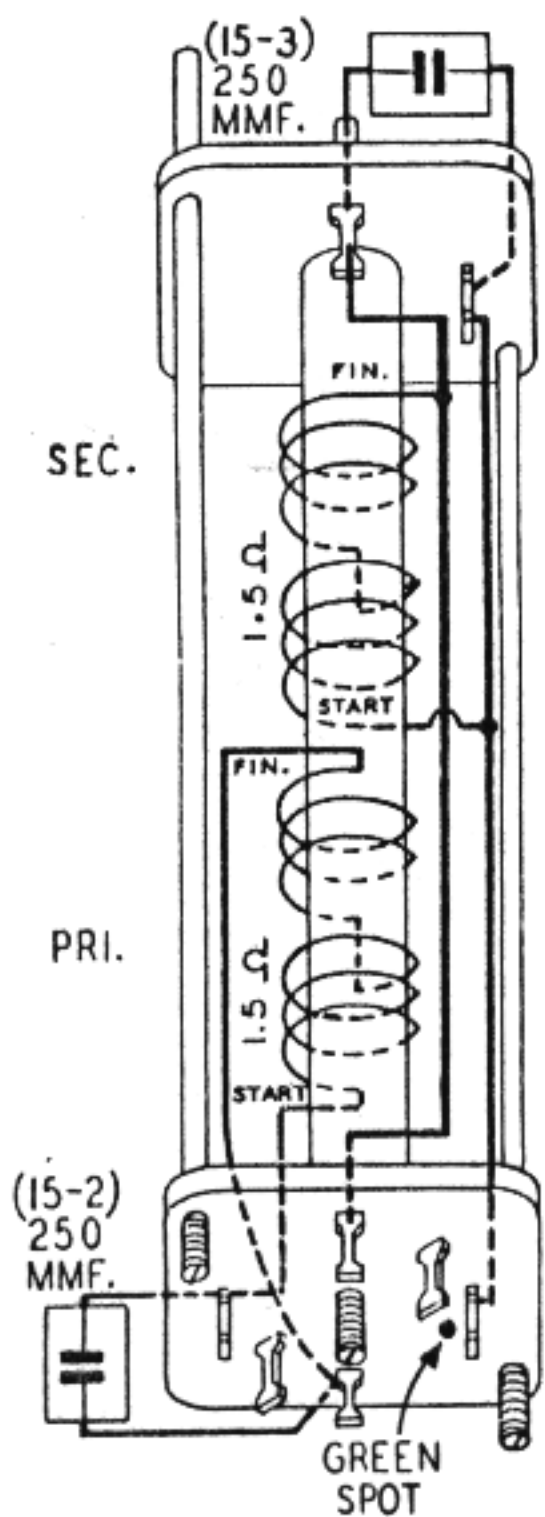 (15-3)
250
MMF.
FIN.
SEC.
1.5 Ω
START
FIN.
PRI.
1.5 Ω
START
(15-2)
250
MMF.
GREEN
SPOT